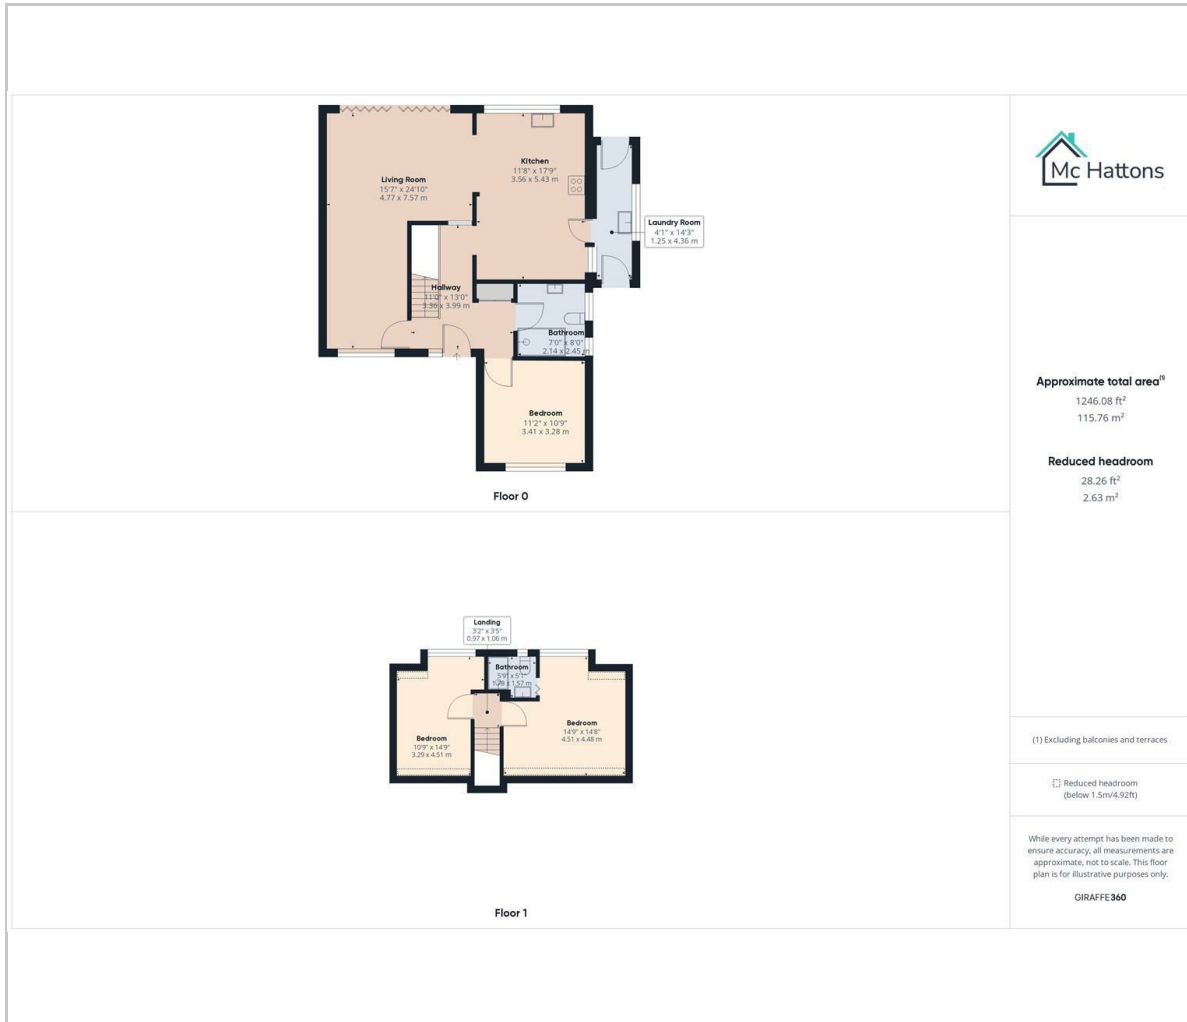 Mc Hattons
Living Room
15'7" x 24'10"
4.77 x 7.57 m
Kitchen
11'8" x 17'9"
3.56 x 5.43 m
Laundry Room
4'1" x 14'3"
1.25 x 4.36 m
Hallway
11'0" x 13'0"
3.36 x 3.99 m
Bathroom
7'0" x 8'0"
2.14 x 2.45 m
Bedroom
11'2" x 10'9"
3.41 x 3.28 m
Floor 0
Landing
3'2" x 3'5"
0.97 x 1.06 m
Bathroom
5'9" x 5'1"
x 1.57 m
Bedroom
10'9" x 14'9"
3.29 x 4.51 m
Bedroom
14'9" x 14'8"
4.51 x 4.48 m
Floor 1
Approximate total area(1)
1246.08 ft²
115.76 m²
Reduced headroom
28.26 ft²
2.63 m²
(1) Excluding balconies and terraces
Reduced headroom
(below 1.5m/4.92ft)
While every attempt has been made to
ensure accuracy, all measurements are
approximate, not to scale. This floor
plan is for illustrative purposes only.
GIRAFFE360